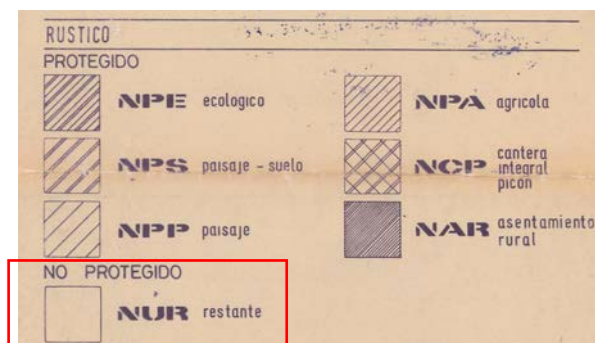 RUSTICO
PROTEGIDO
NPE ecologico
NPA agricola
NPS paisaje - suelo
NCP cantera integral picón
NPP paisaje
NAR asentamiento rural
NO PROTEGIDO
NUR restante